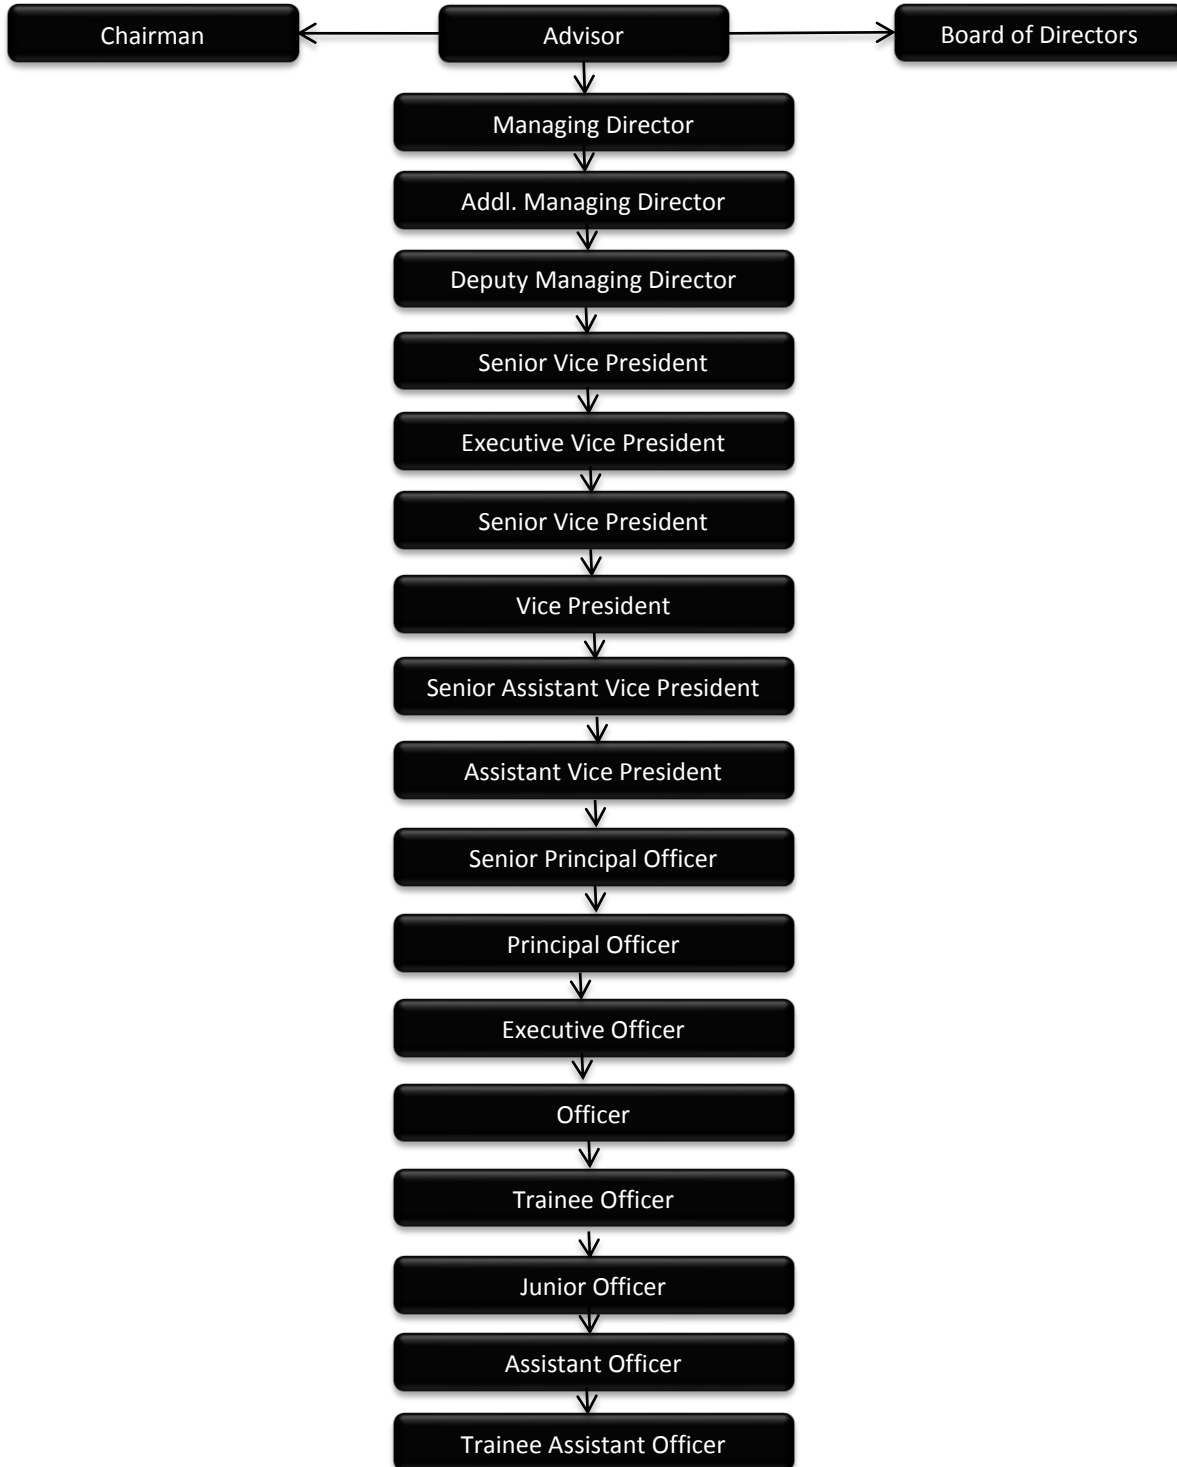 Chairman
Advisor
Board of Directors
Managing Director
Addl. Managing Director
Deputy Managing Director
Senior Vice President
Executive Vice President
Senior Vice President
Vice President
Senior Assistant Vice President
Assistant Vice President
Senior Principal Officer
Principal Officer
Executive Officer
Officer
Trainee Officer
Junior Officer
Assistant Officer
Trainee Assistant Officer